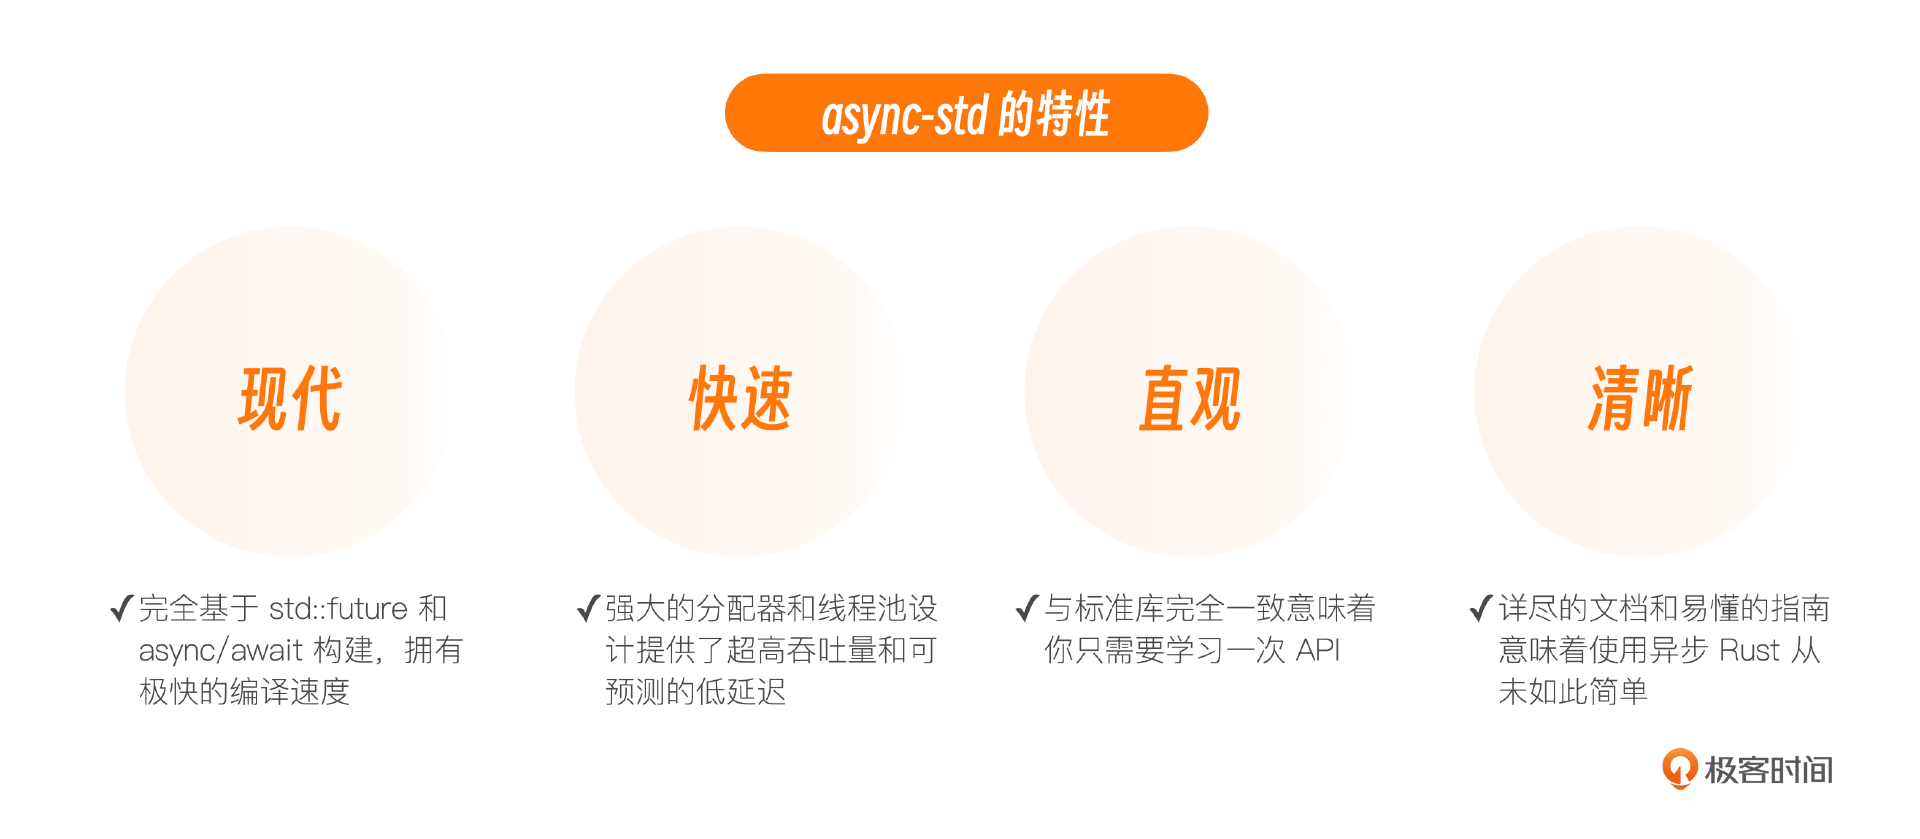 async-std 的特性
现代
快速
直观
清晰
✓完全基于 std::future 和
async/await 构建，拥有
极快的编译速度
✓强大的分配器和线程池设
计提供了超高吞吐量和可
预测的低延迟
✓与标准库完全一致意味着
你只需要学习一次 API
✓详尽的文档和易懂的指南
意味着使用异步 Rust 从
未如此简单
极客时间